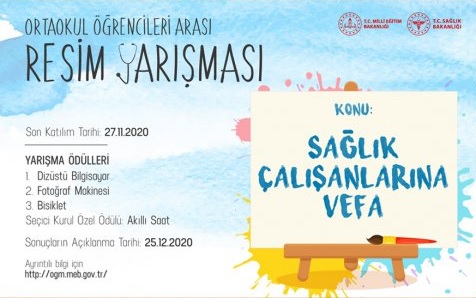 ORTAOKUL ÖĞRENCİLERİ ARASI
RESİM YARIŞMASI
T.C. MİLLÎ EĞİTİM
BAKANLIĞI
T.C. SAĞLIK
BAKANLIĞI
Son Katılım Tarihi: 27.11.2020
YARIŞMA ÖDÜLLERİ
1. Dizüstü Bilgisayar
2. Fotoğraf Makinesi
3. Bisiklet
Seçici Kurul Özel Ödülü: Akıllı Saat
Sonuçların Açıklanma Tarihi: 25.12.2020
Ayrıntılı bilgi için
http://ogm.meb.gov.tr/
KONU:
SAĞLIK
ÇALIŞANLARINA
VEFA